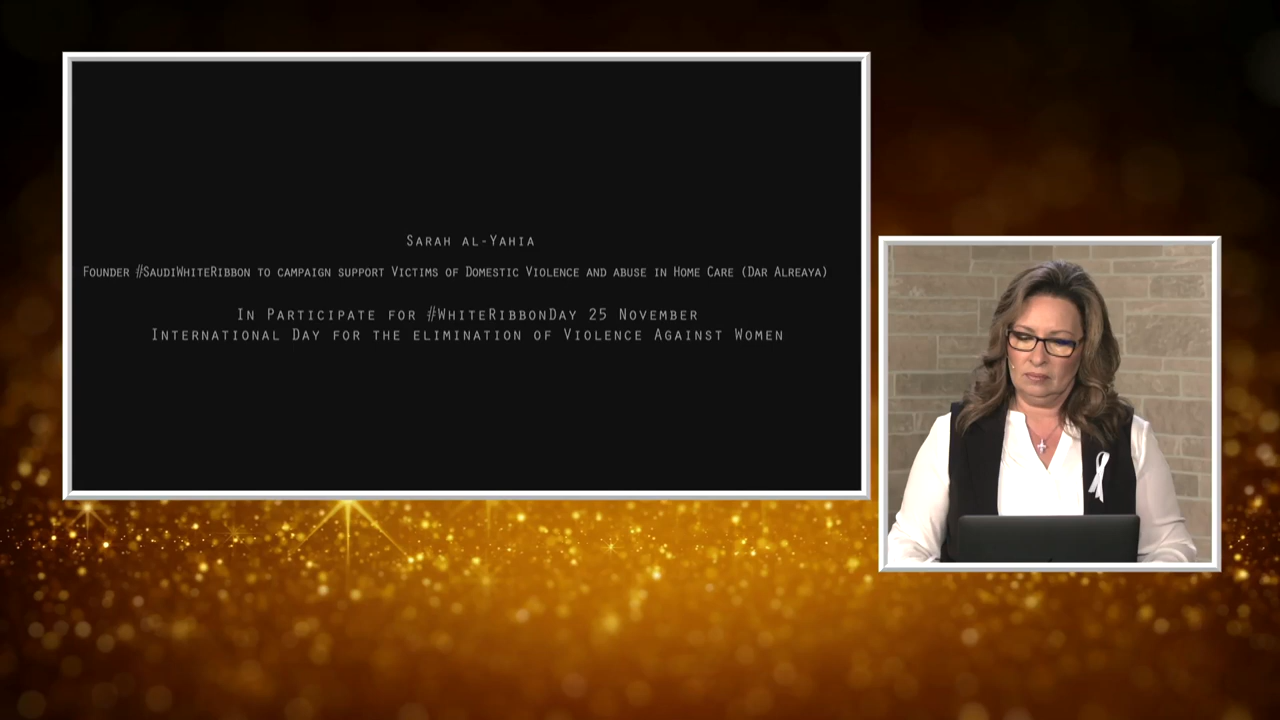 Sarah al-Yahia
Founder #SaudiWhiteRibbon to campaign support Victims of Domestic Violence and abuse in Home Care (Dar Alreaya)
In Participate for #WhiteRibbonDay 25 November
International Day for the elimination of Violence Against Women